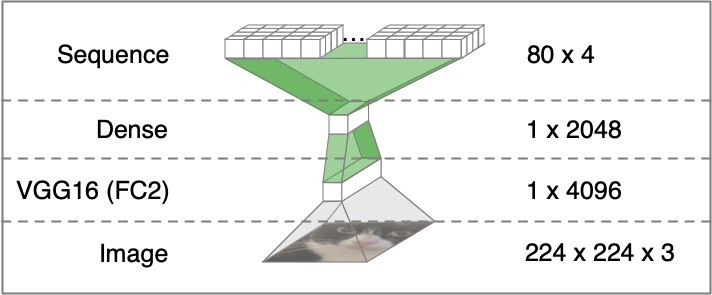 Sequence 80 x 4
...
Dense 1 x 2048
VGG16 (FC2) 1 x 4096
Image 224 x 224 x 3